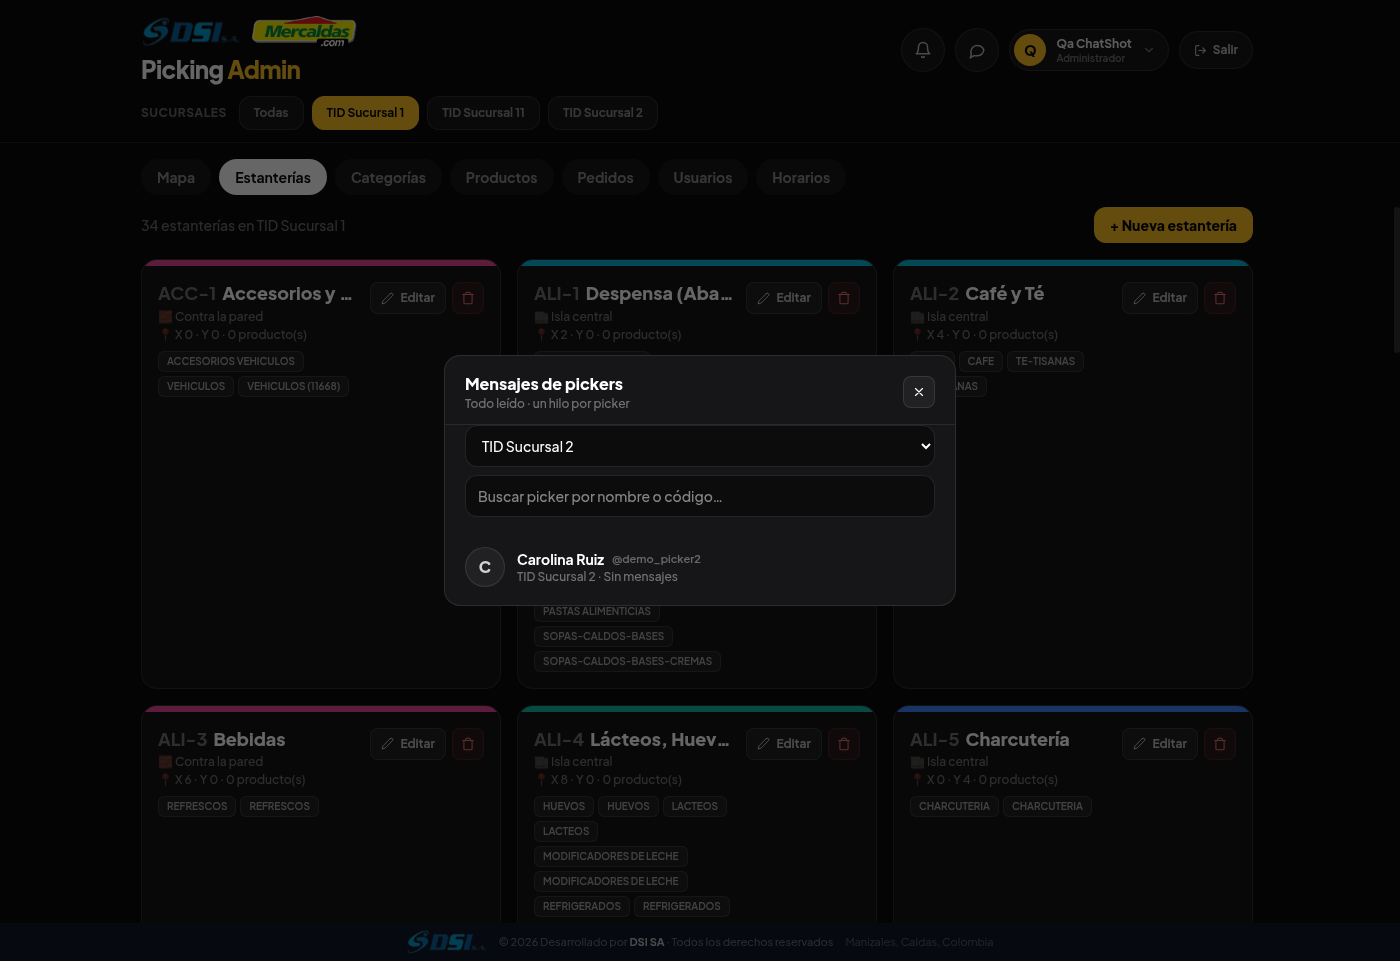 DSI SA Mercaldas .com
Picking Admin
Q Qa ChatShot
Administrador
Salir
SUCURSALES Todas TID Sucursal 1 TID Sucursal 11 TID Sucursal 2
Mapa Estanterías Categorías Productos Pedidos Usuarios Horarios
34 estanterías en TID Sucursal 1 + Nueva estantería
ACC-1 Accesorios y ... Editar
Contra la pared
X 0 · Y 0 · 0 producto(s)
ACCESORIOS VEHICULOS
VEHICULOS VEHICULOS (11668)
ALI-1 Despensa (Aba... Editar
Isla central
X 2 · Y 0 · 0 producto(s)
PASTAS ALIMENTICIAS
SOPAS-CALDOS-BASES
SOPAS-CALDOS-BASES-CREMAS
ALI-2 Café y Té Editar
Isla central
X 4 · Y 0 · 0 producto(s)
CAFE TE-TISANAS
Mensajes de pickers
Todo leído · un hilo por picker
TID Sucursal 2
Buscar picker por nombre o código...
C Carolina Ruiz @demo_picker2
TID Sucursal 2 · Sin mensajes
ALI-3 Bebidas Editar
Contra la pared
X 6 · Y 0 · 0 producto(s)
REFRESCOS REFRESCOS
ALI-4 Lácteos, Huev... Editar
Isla central
X 8 · Y 0 · 0 producto(s)
HUEVOS HUEVOS LACTEOS
LACTEOS
MODIFICADORES DE LECHE
MODIFICADORES DE LECHE
REFRIGERADOS REFRIGERADOS
ALI-5 Charcutería Editar
Isla central
X 0 · Y 4 · 0 producto(s)
CHARCUTERIA CHARCUTERIA
DSI SA © 2026 Desarrollado por DSI SA · Todos los derechos reservados · Manizales, Caldas, Colombia